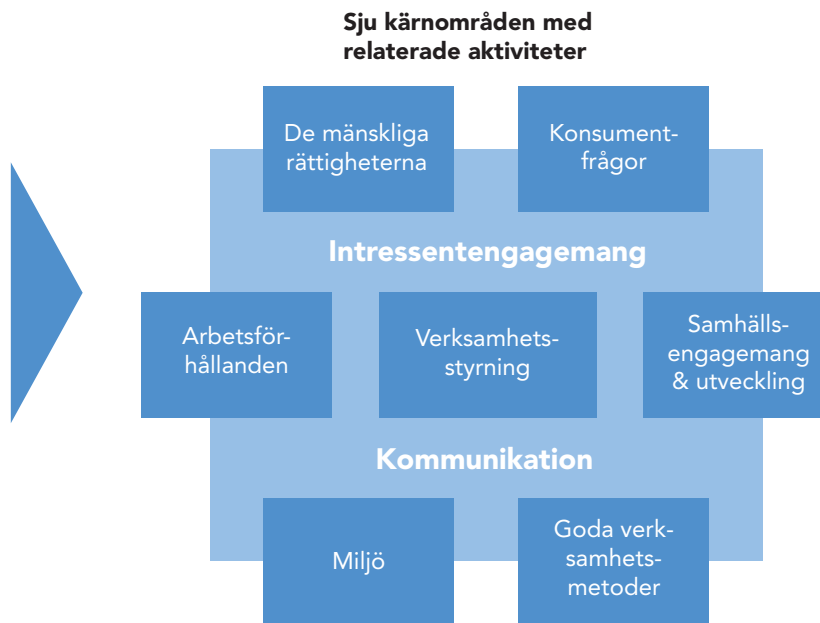 Sju kärnområden med
relaterade aktiviteter
De mänskliga
rättigheterna
Konsument-
frågor
Intressentengagemang
Arbetsför-
hållanden
Verksamhets-
styrning
Samhälls-
engagemang
& utveckling
Kommunikation
Miljö
Goda verk-
samhets-
metoder